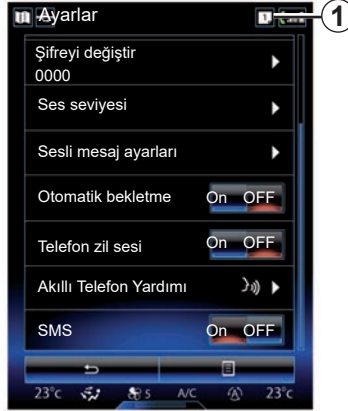 Ayarlar
1
1
Şifreyi değiştir
0000
Ses seviyesi
Sesli mesaj ayarları
Otomatik bekletme On OFF
Telefon zil sesi On OFF
Akıllı Telefon Yardımı
SMS On OFF
23°c 5 A/C A 23°c